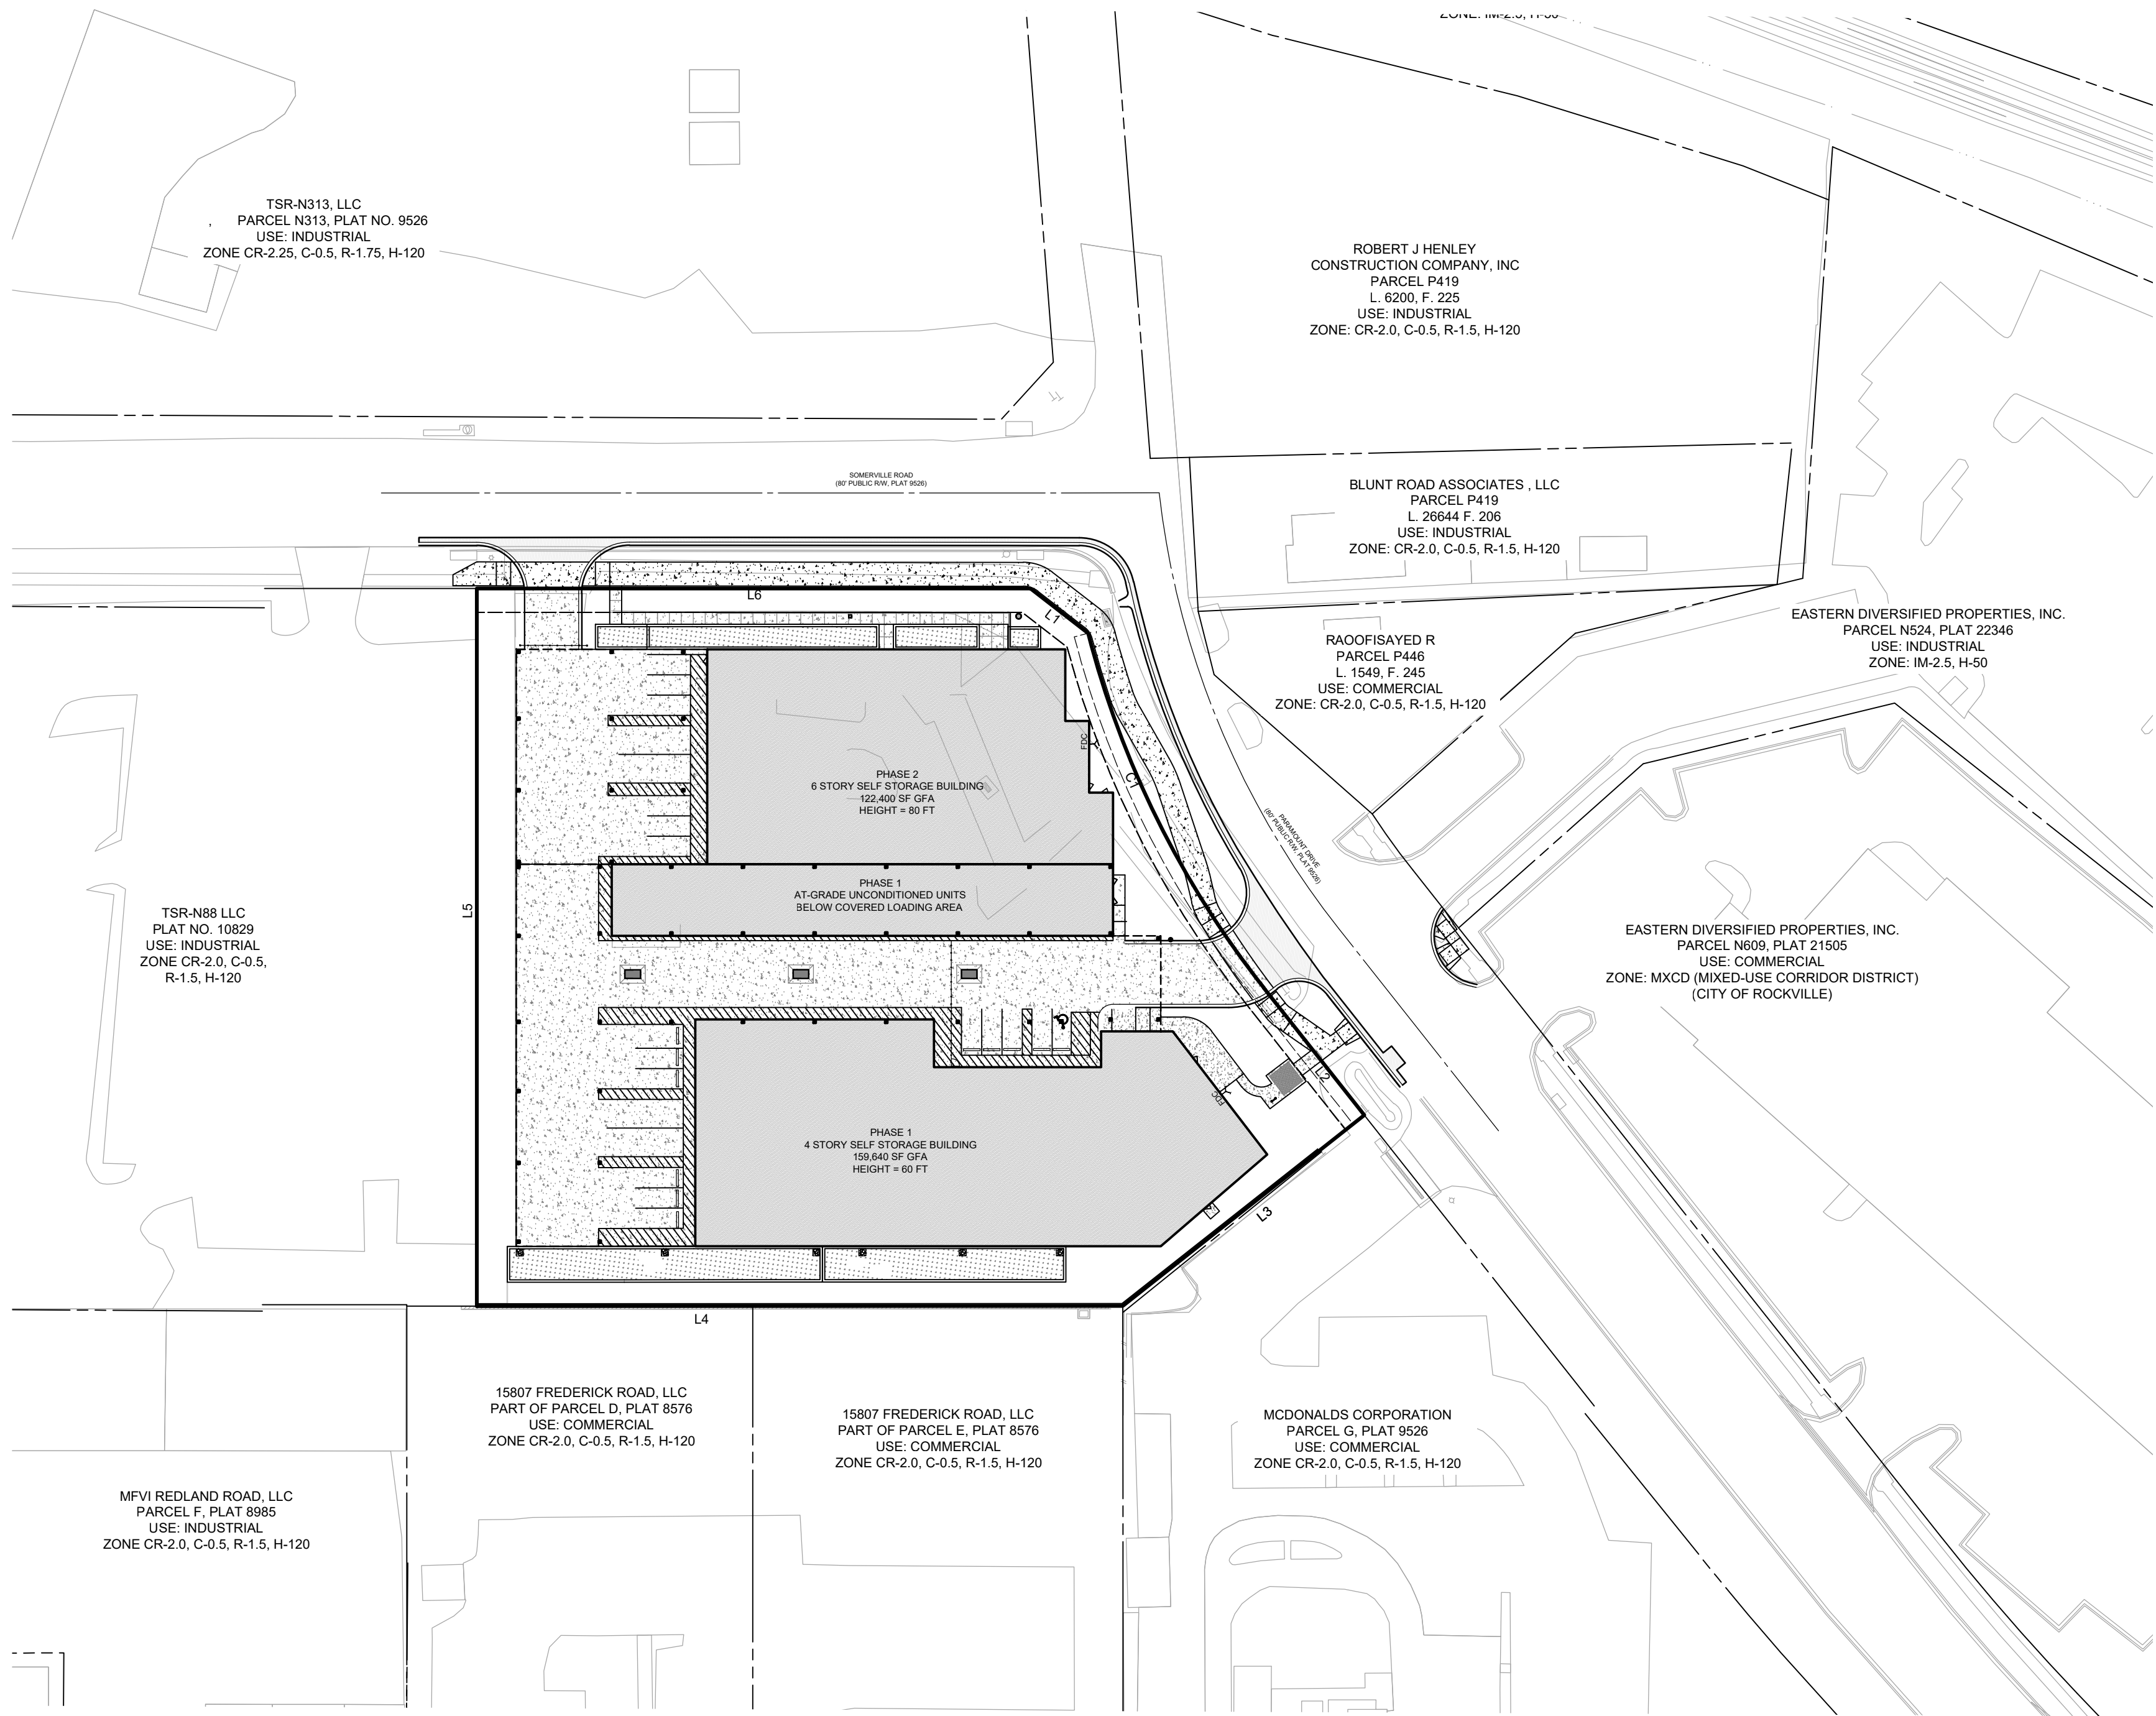 TSR-N313, LLC
, PARCEL N313, PLAT NO. 9526
USE: INDUSTRIAL
ZONE CR-2.25, C-0.5, R-1.75, H-120
ROBERT J HENLEY
CONSTRUCTION COMPANY, INC
PARCEL P419
L. 6200, F. 225
USE: INDUSTRIAL
ZONE: CR-2.0, C-0.5, R-1.5, H-120
SOMERVILLE ROAD
(80' PUBLIC R/W, PLAT 9526)
BLUNT ROAD ASSOCIATES , LLC
PARCEL P419
L. 26644 F. 206
USE: INDUSTRIAL
ZONE: CR-2.0, C-0.5, R-1.5, H-120
L6
L1
RAOOFISAYED R
PARCEL P446
L. 1549, F. 245
USE: COMMERCIAL
ZONE: CR-2.0, C-0.5, R-1.5, H-120
EASTERN DIVERSIFIED PROPERTIES, INC.
PARCEL N524, PLAT 22346
USE: INDUSTRIAL
ZONE: IM-2.5, H-50
FDC
C1
PHASE 2
6 STORY SELF STORAGE BUILDING
122,400 SF GFA
HEIGHT = 80 FT
PARAMOUNT DRIVE
(80' PUBLIC R/W, PLAT 9526)
PHASE 1
AT-GRADE UNCONDITIONED UNITS
BELOW COVERED LOADING AREA
L5
TSR-N88 LLC
PLAT NO. 10829
USE: INDUSTRIAL
ZONE CR-2.0, C-0.5,
R-1.5, H-120
EASTERN DIVERSIFIED PROPERTIES, INC.
PARCEL N609, PLAT 21505
USE: COMMERCIAL
ZONE: MXCD (MIXED-USE CORRIDOR DISTRICT)
(CITY OF ROCKVILLE)
L2
FDC
PHASE 1
4 STORY SELF STORAGE BUILDING
159,640 SF GFA
HEIGHT = 60 FT
L3
L4
15807 FREDERICK ROAD, LLC
PART OF PARCEL D, PLAT 8576
USE: COMMERCIAL
ZONE CR-2.0, C-0.5, R-1.5, H-120
15807 FREDERICK ROAD, LLC
PART OF PARCEL E, PLAT 8576
USE: COMMERCIAL
ZONE CR-2.0, C-0.5, R-1.5, H-120
MCDONALDS CORPORATION
PARCEL G, PLAT 9526
USE: COMMERCIAL
ZONE CR-2.0, C-0.5, R-1.5, H-120
MFVI REDLAND ROAD, LLC
PARCEL F, PLAT 8985
USE: INDUSTRIAL
ZONE CR-2.0, C-0.5, R-1.5, H-120